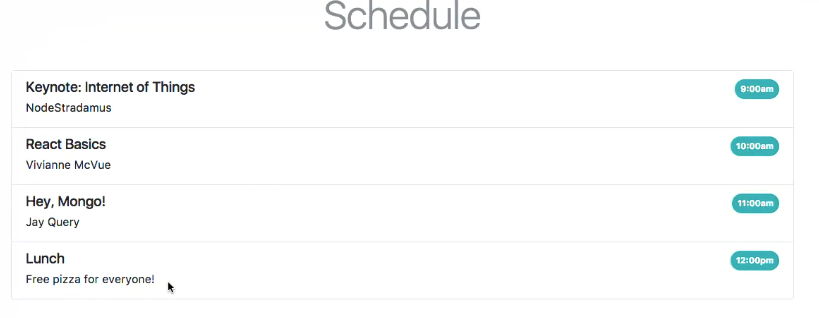 Schedule
Keynote: Internet of Things
9:00am
NodeStradamus
React Basics
10:00am
Vivianne McVue
Hey, Mongo!
11:00am
Jay Query
Lunch
12:00pm
Free pizza for everyone!